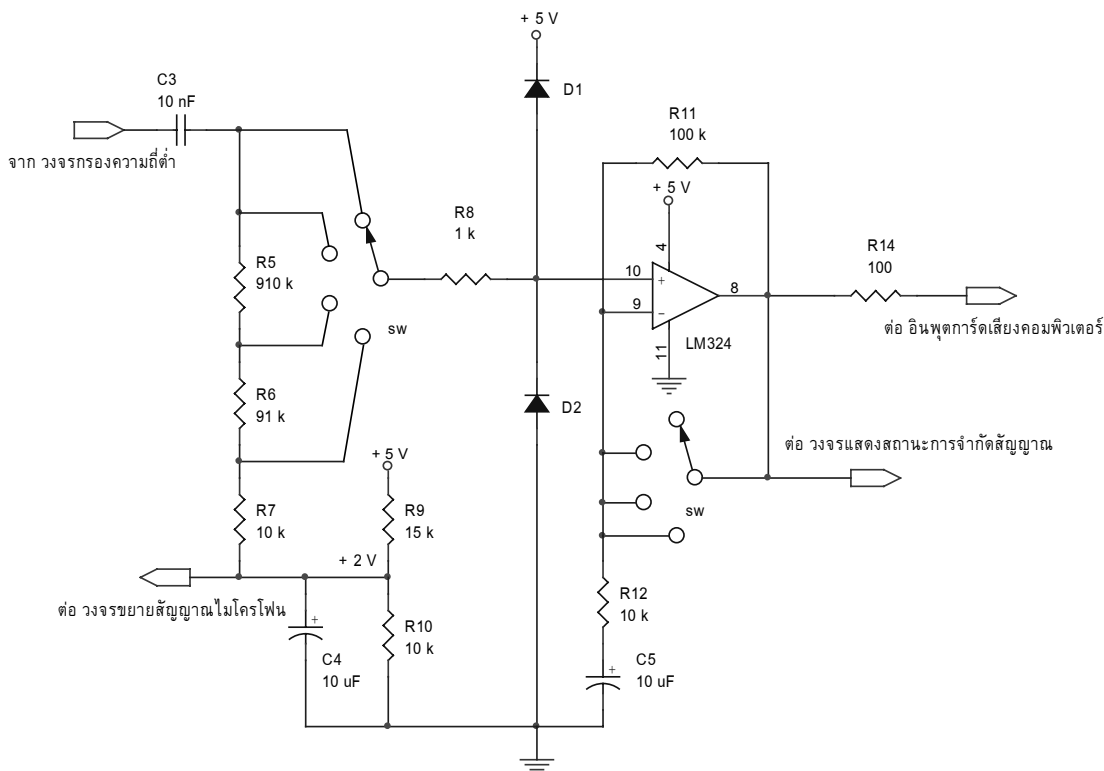 + 5 V
C3
10 nF
D1
R11
100 k
จาก วงจรกรองความถี่ต่ำ
+ 5 V
R8
1 k
4
R14
100
R5
910 k
10
+
8
9
−
ต่อ อินพุตการ์ดเสียงคอมพิวเตอร์
sw
11
LM324
R6
91 k
D2
ต่อ วงจรแสดงสถานะการจำกัดสัญญาณ
+ 5 V
R7
10 k
R9
15 k
sw
+ 2 V
ต่อ วงจรขยายสัญญาณไมโครโฟน
R12
10 k
+
R10
10 k
C4
10 uF
+
C5
10 uF